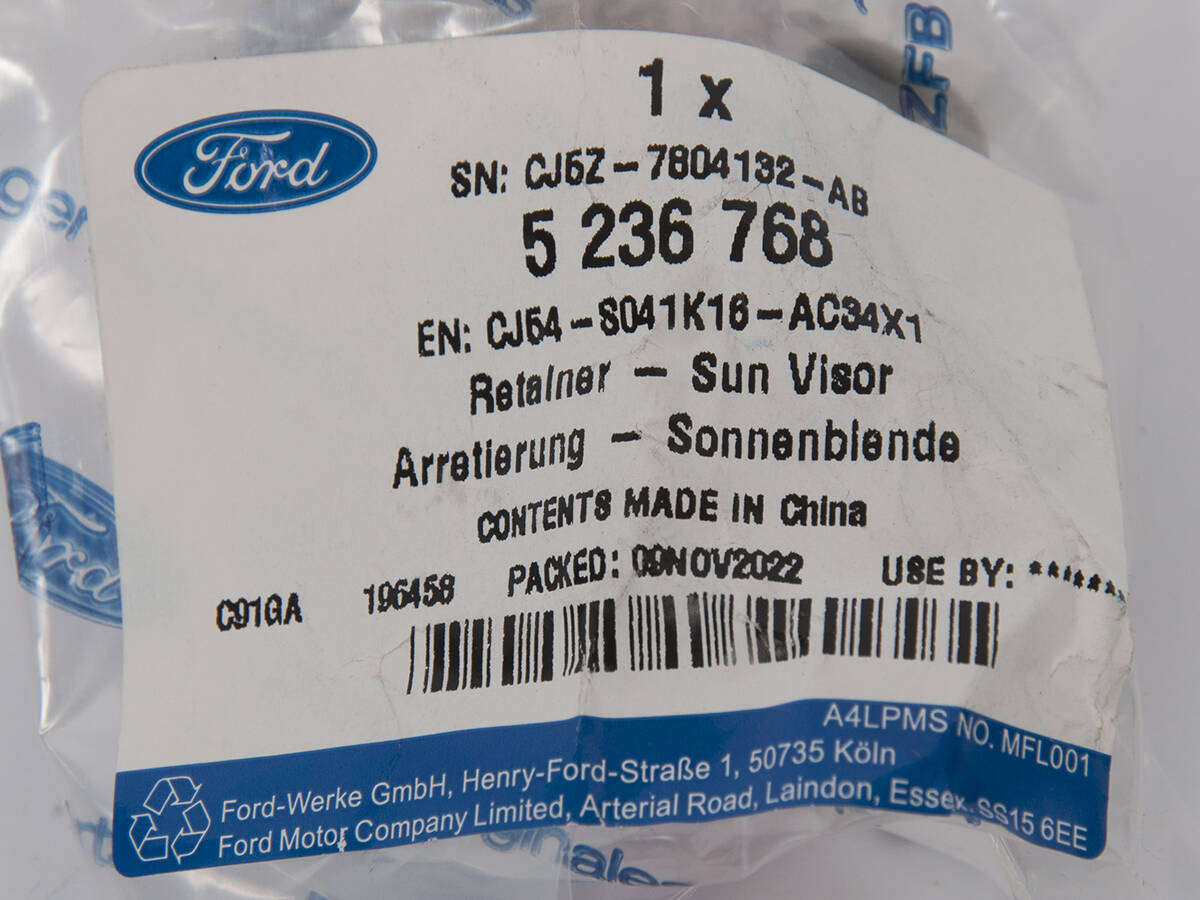 1 x
Ford
SN: CJ5Z-7804132-AB
5 236 768
EN: CJ54-S041K16-AC34X1
Retainer - Sun Visor
Arretierung - Sonnenblende
CONTENTS MADE IN China
C91GA 196458 PACKED: 09NOV2022 USE BY: ********
A4LPMS NO. MFL001
Ford-Werke GmbH, Henry-Ford-Straße 1, 50735 Köln
Ford Motor Company Limited, Arterial Road, Laindon, Essex, SS15 6EE
Ford